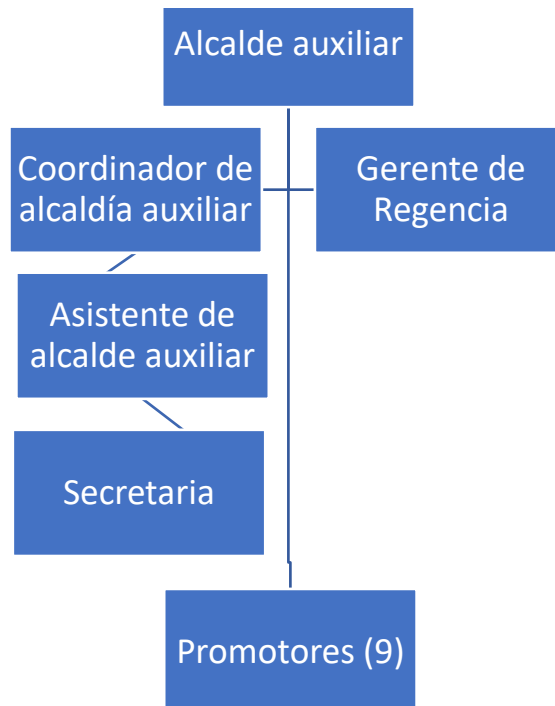 Alcalde auxiliar
Coordinador de
alcaldía auxiliar
Gerente de
Regencia
Asistente de
alcalde auxiliar
Secretaria
Promotores (9)